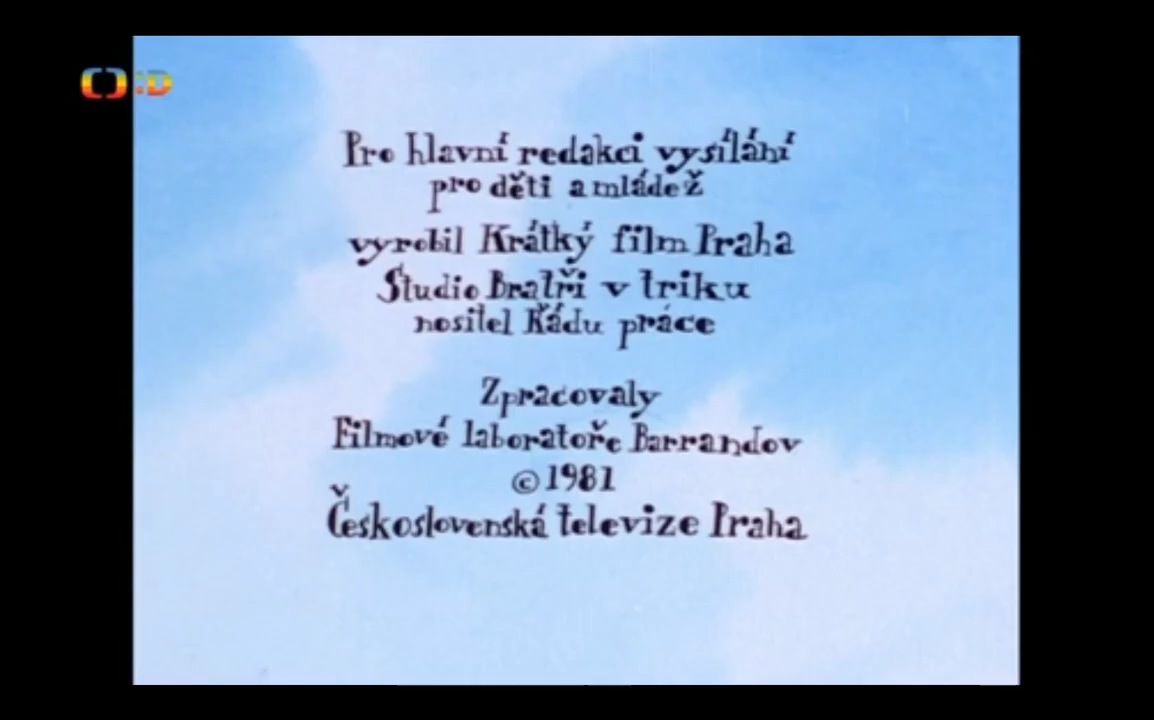 :D
Pro hlavní redakci vysílání
pro děti a mládež
vyrobil Krátký film Praha
Studio Bratři v triku
nositel Řádu práce
Zpracovaly
Filmové laboratoře Barrandov
© 1981
Československá televize Praha